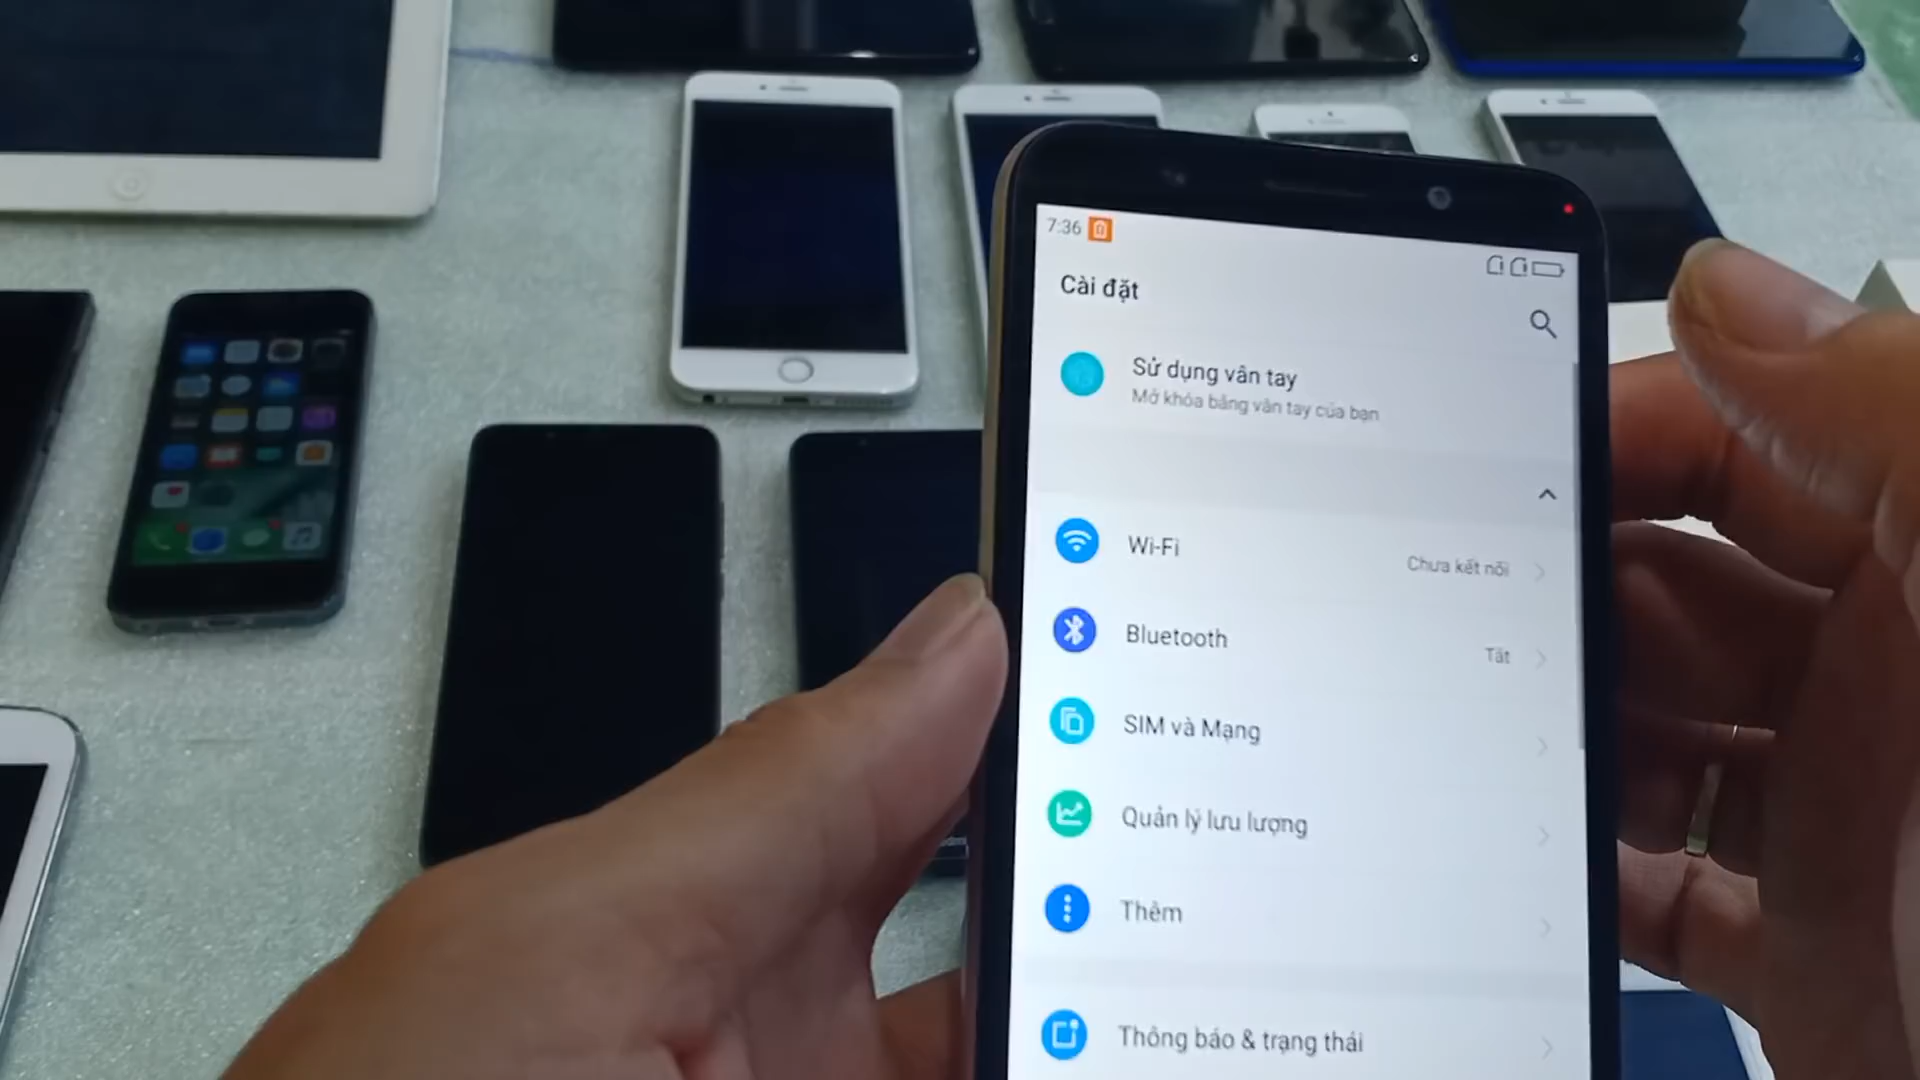 7:36
Cài đặt
Sử dụng vân tay
Mở khóa bằng vân tay của bạn
Wi-Fi
Chưa kết nối
Bluetooth
Tắt
SIM và Mạng
Quản lý lưu lượng
Thêm
Thông báo & trạng thái